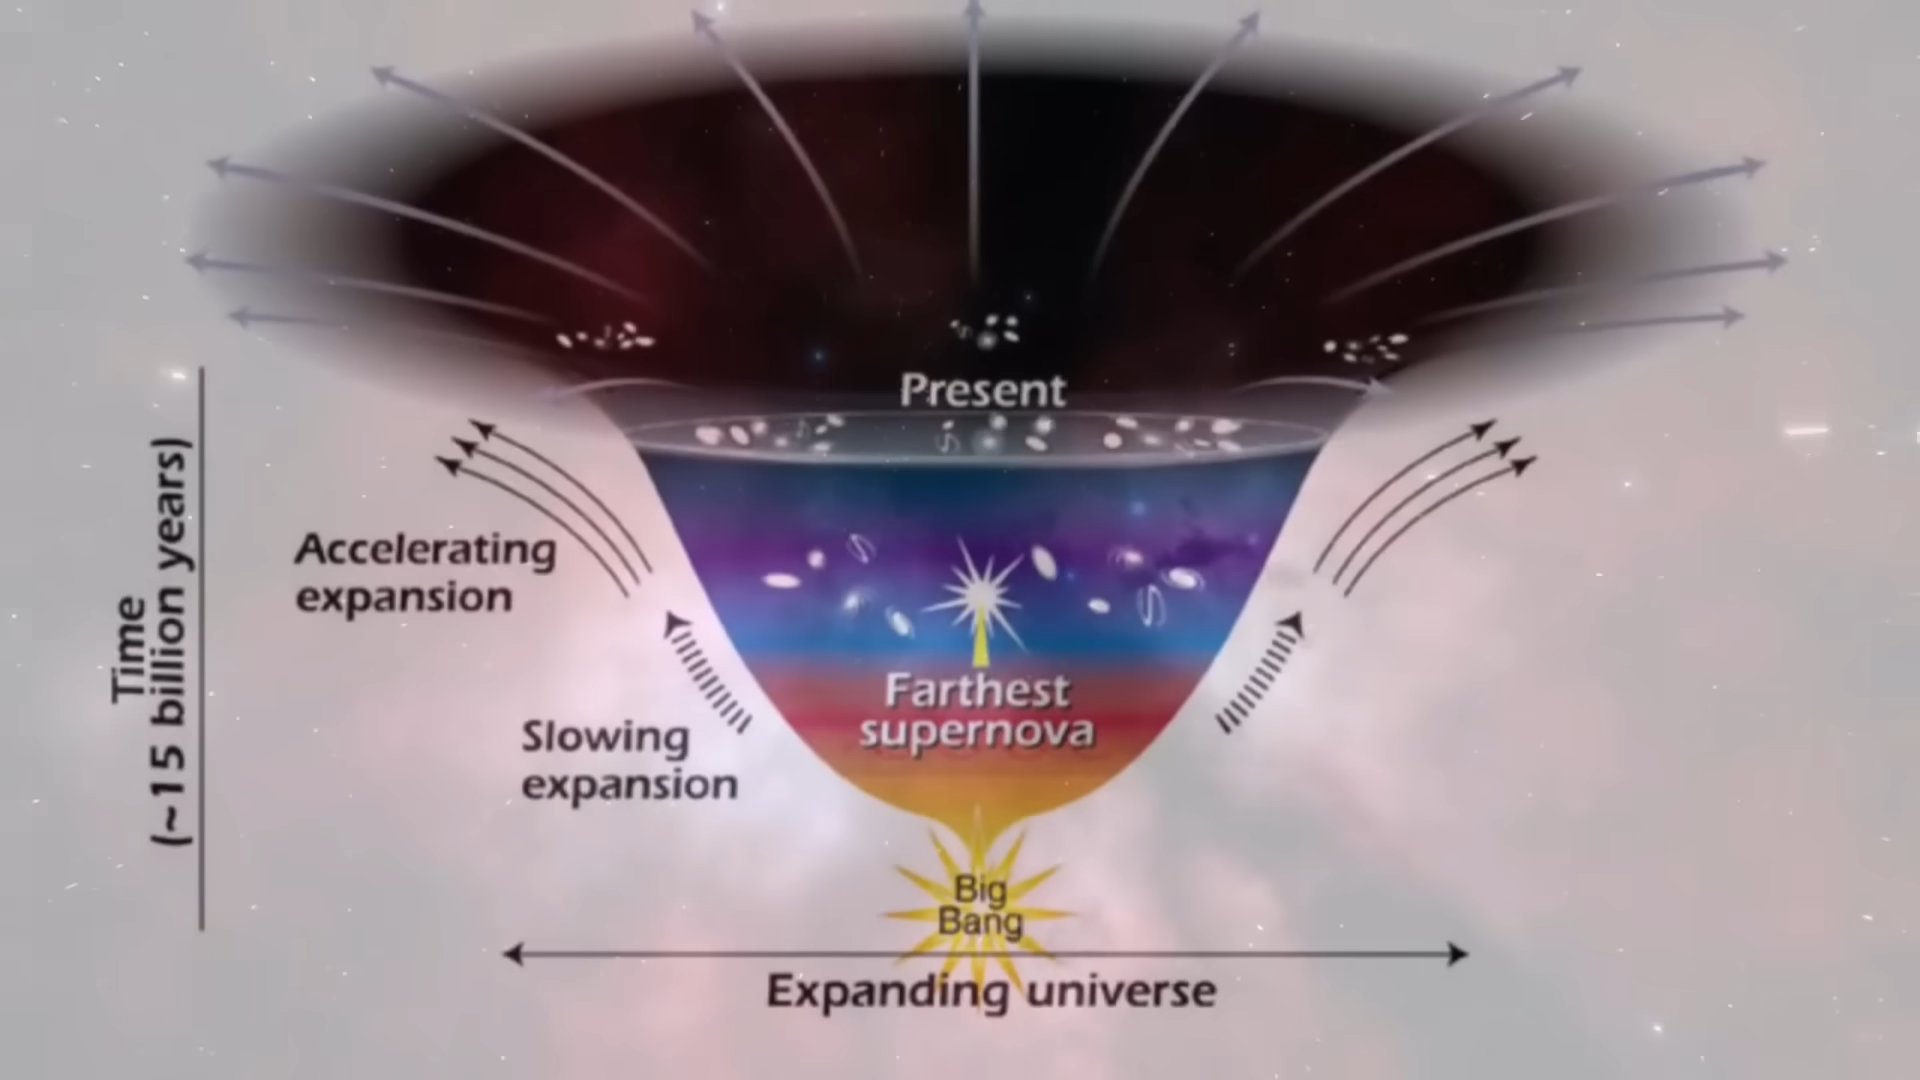 Present
Accelerating
expansion
Time
(~15 billion years)
Farthest
supernova
Slowing
expansion
Big
Bang
Expanding universe